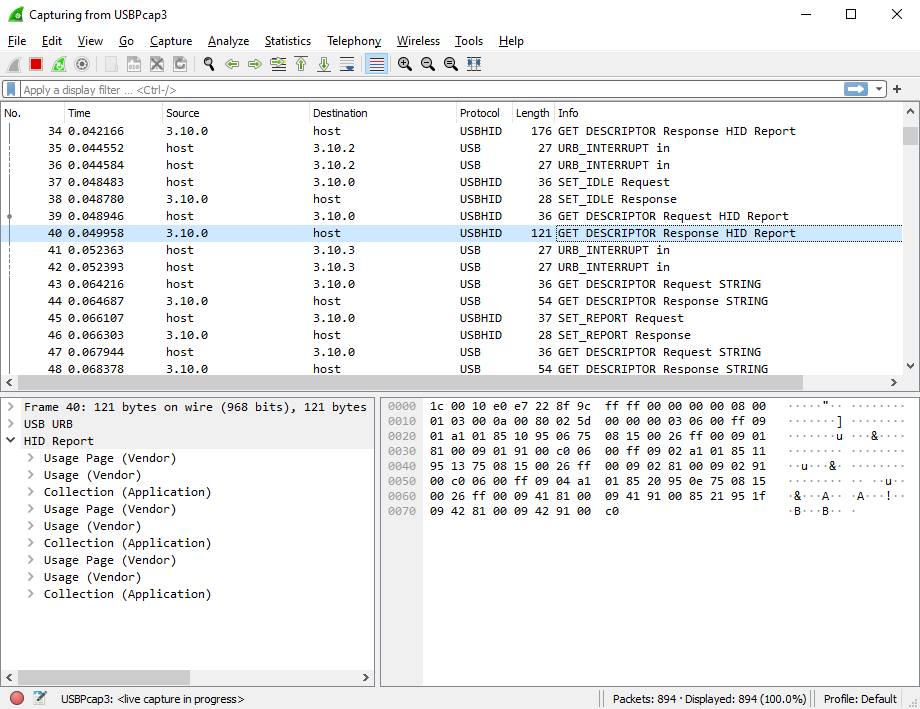 Capturing from USBPcap3
File Edit View Go Capture Analyze Statistics Telephony Wireless Tools Help
Apply a display filter ... <Ctrl-/>
No. Time Source Destination Protocol Length Info
34 0.042166 3.10.0 host USBHID 176 GET DESCRIPTOR Response HID Report
35 0.044552 host 3.10.2 USB 27 URB_INTERRUPT in
36 0.044584 host 3.10.2 USB 27 URB_INTERRUPT in
37 0.048483 host 3.10.0 USBHID 36 SET_IDLE Request
38 0.048780 3.10.0 host USBHID 28 SET_IDLE Response
39 0.048946 host 3.10.0 USBHID 36 GET DESCRIPTOR Request HID Report
40 0.049958 3.10.0 host USBHID 121 GET DESCRIPTOR Response HID Report
41 0.052363 host 3.10.3 USB 27 URB_INTERRUPT in
42 0.052393 host 3.10.3 USB 27 URB_INTERRUPT in
43 0.064216 host 3.10.0 USB 36 GET DESCRIPTOR Request STRING
44 0.064687 3.10.0 host USB 54 GET DESCRIPTOR Response STRING
45 0.066107 host 3.10.0 USBHID 37 SET_REPORT Request
46 0.066303 3.10.0 host USBHID 28 SET_REPORT Response
47 0.067944 host 3.10.0 USB 36 GET DESCRIPTOR Request STRING
48 0.068378 3.10.0 host USB 54 GET DESCRIPTOR Response STRING
Frame 40: 121 bytes on wire (968 bits), 121 bytes
USB URB
HID Report
Usage Page (Vendor)
Usage (Vendor)
Collection (Application)
Usage Page (Vendor)
Usage (Vendor)
Collection (Application)
Usage Page (Vendor)
Usage (Vendor)
Collection (Application)
0000 1c 00 10 e0 e7 22 8f 9c ff ff 00 00 00 00 08 00 ·····"·· ········
0010 01 03 00 0a 00 80 02 5d 00 00 00 03 06 00 ff 09 ·······] ········
0020 01 a1 01 85 10 95 06 75 08 15 00 26 ff 00 09 01 ·······u ···&····
0030 81 00 09 01 91 00 c0 06 00 ff 09 02 a1 01 85 11 ········ ········
0040 95 13 75 08 15 00 26 ff 00 09 02 81 00 09 02 91 ··u···&· ········
0050 00 c0 06 00 ff 09 04 a1 01 85 20 95 0e 75 08 15 ········ ·· ··u··
0060 00 26 ff 00 09 41 81 00 09 41 91 00 85 21 95 1f ·&···A·· ·A···!··
0070 09 42 81 00 09 42 91 00 c0 ·B···B·· ·
USBPcap3: <live capture in progress> Packets: 894 · Displayed: 894 (100.0%) Profile: Default